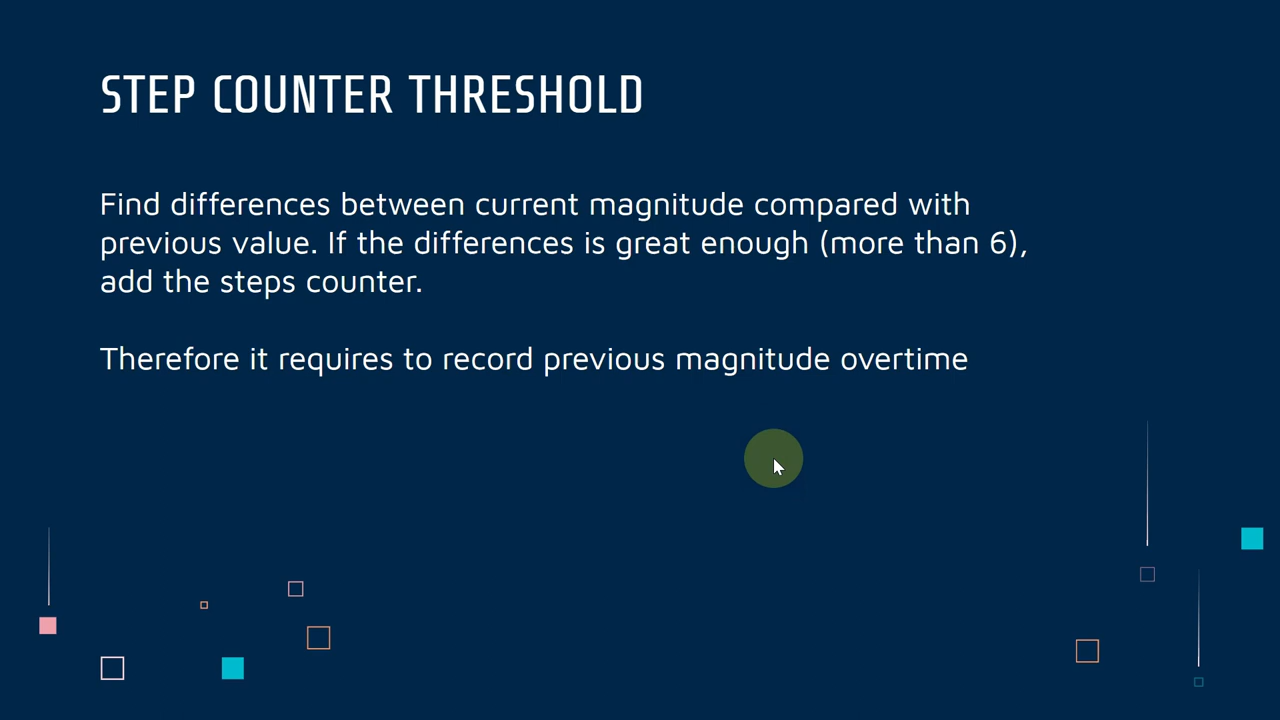 STEP COUNTER THRESHOLD
Find differences between current magnitude compared with
previous value. If the differences is great enough (more than 6),
add the steps counter.
Therefore it requires to record previous magnitude overtime